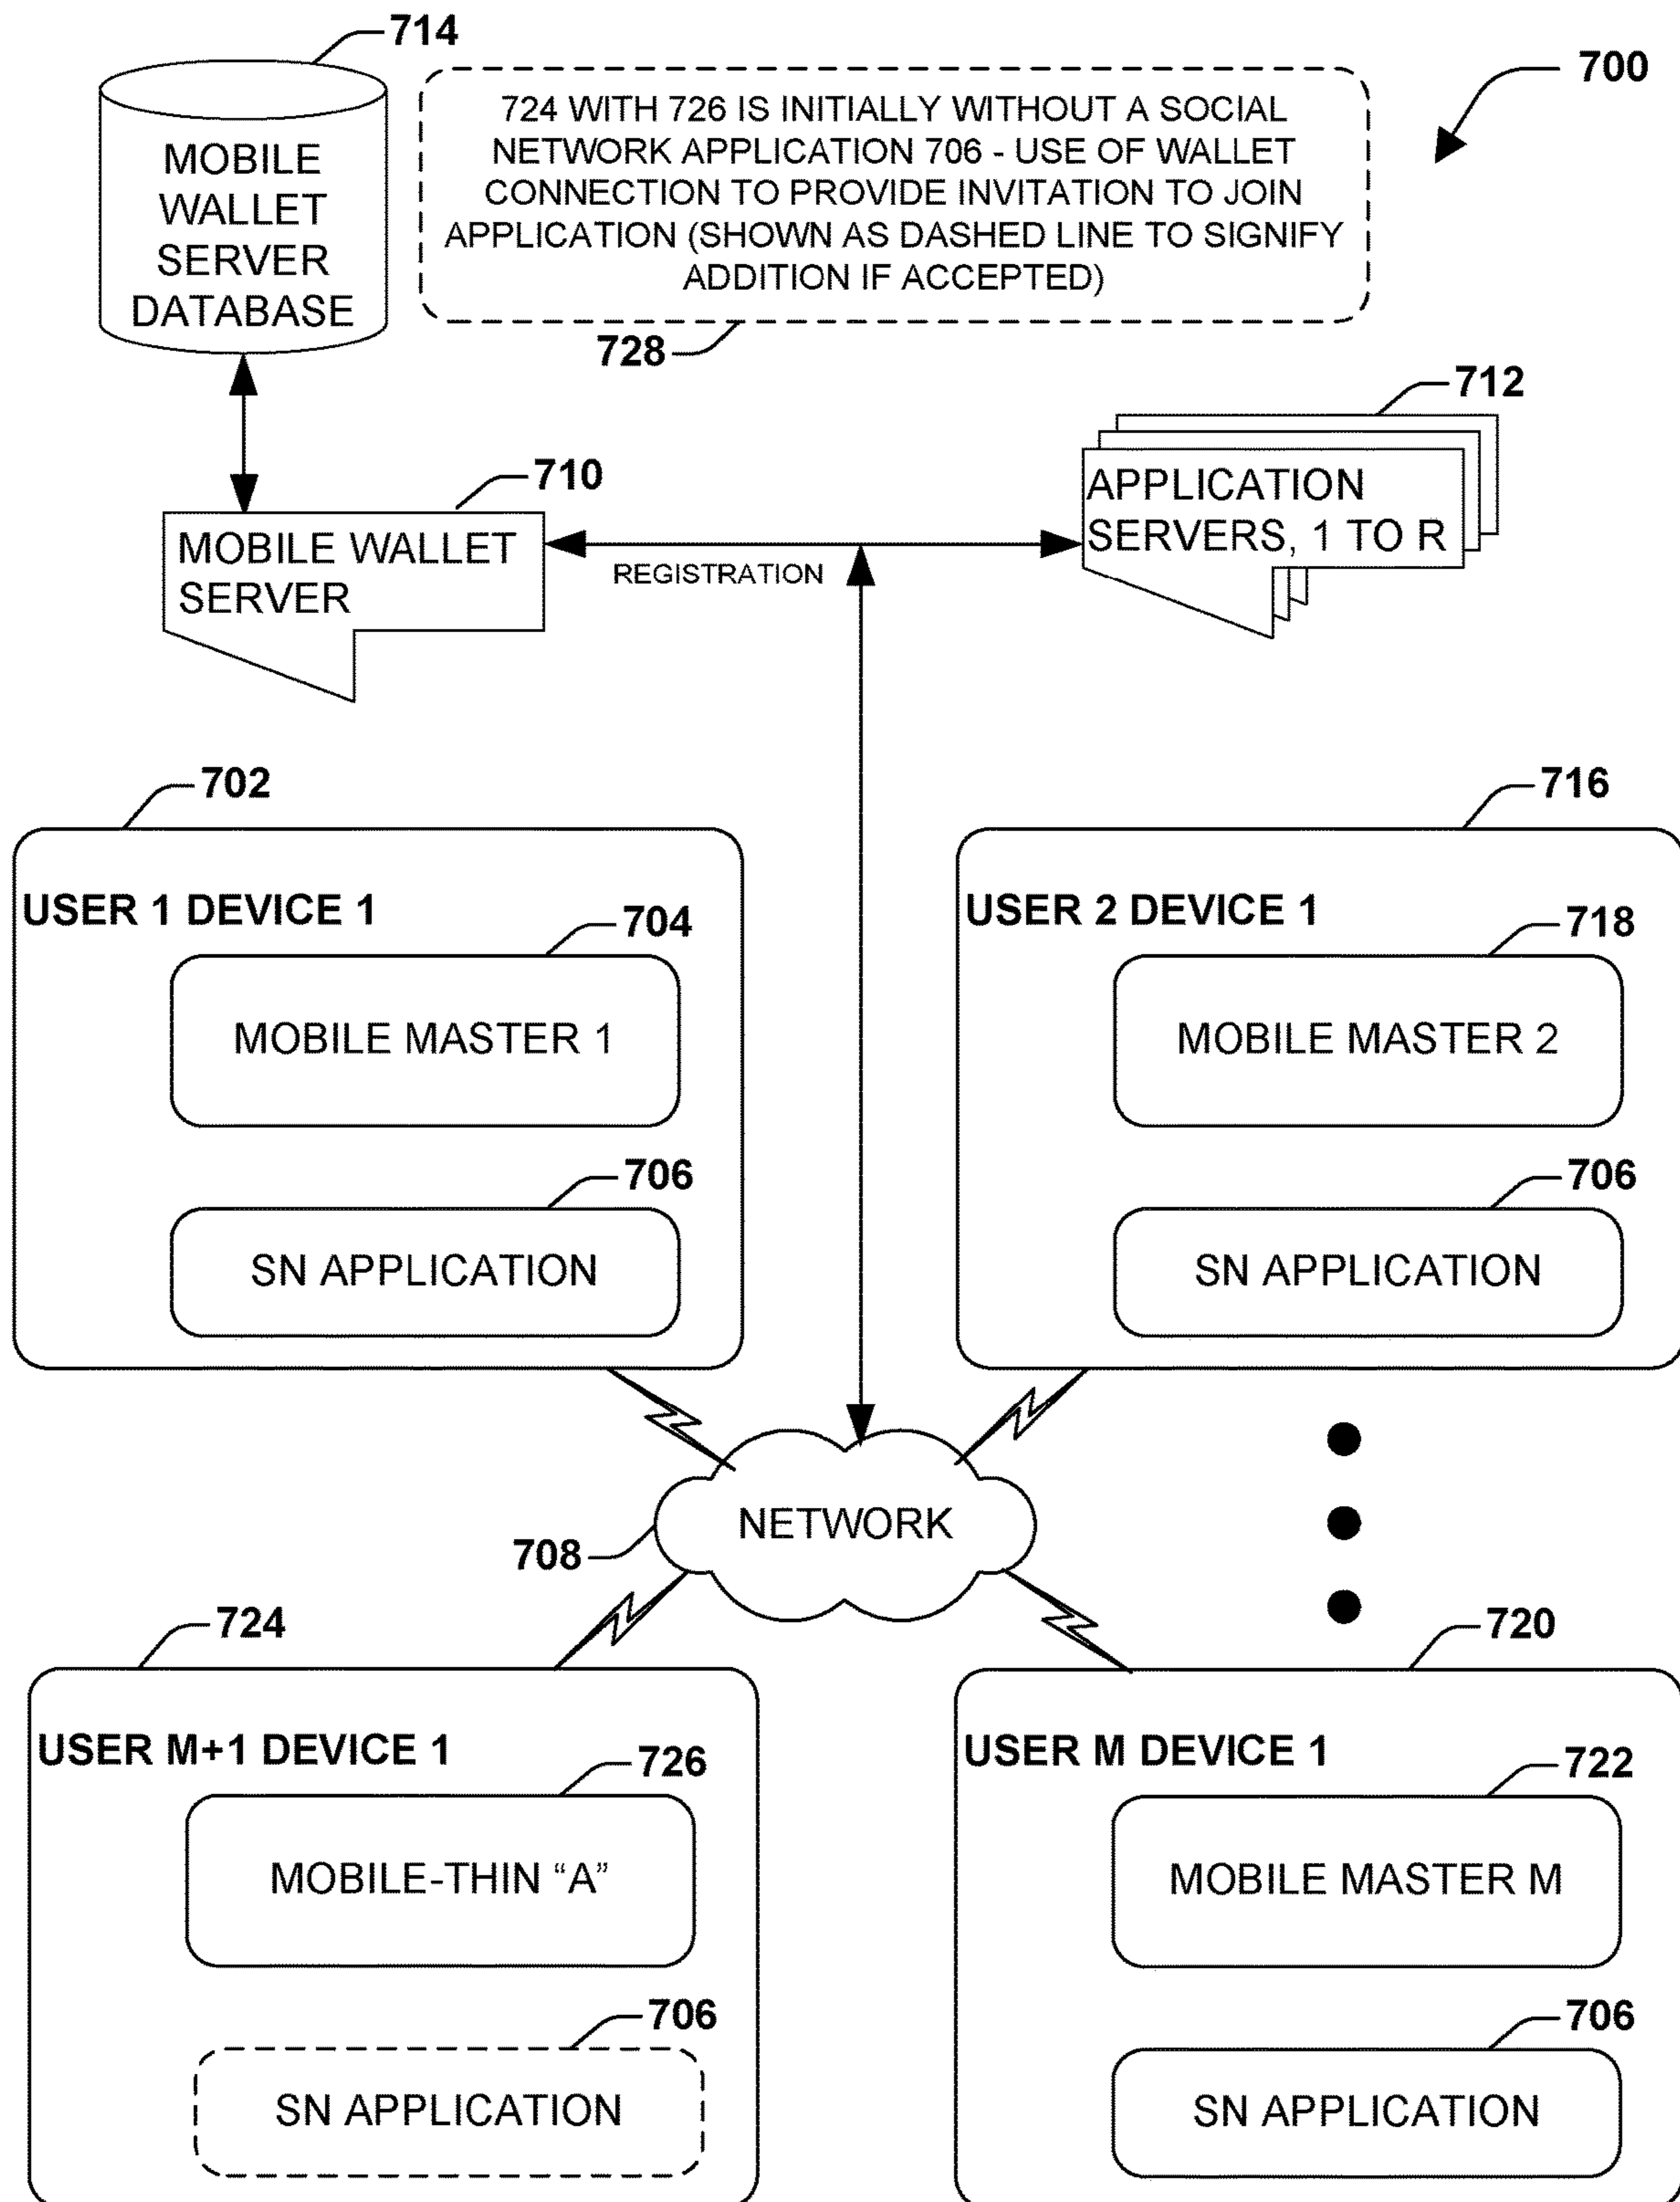 714
700
724 WITH 726 IS INITIALLY WITHOUT A SOCIAL
NETWORK APPLICATION 706 - USE OF WALLET
CONNECTION TO PROVIDE INVITATION TO JOIN
APPLICATION (SHOWN AS DASHED LINE TO SIGNIFY
ADDITION IF ACCEPTED)
728
MOBILE
WALLET
SERVER
DATABASE
712
710
APPLICATION
SERVERS, 1 TO R
MOBILE WALLET
SERVER
REGISTRATION
702
716
USER 1 DEVICE 1
704
MOBILE MASTER 1
706
SN APPLICATION
USER 2 DEVICE 1
718
MOBILE MASTER 2
706
SN APPLICATION
NETWORK
708
724
720
USER M+1 DEVICE 1
726
MOBILE-THIN “A”
706
SN APPLICATION
USER M DEVICE 1
722
MOBILE MASTER M
706
SN APPLICATION